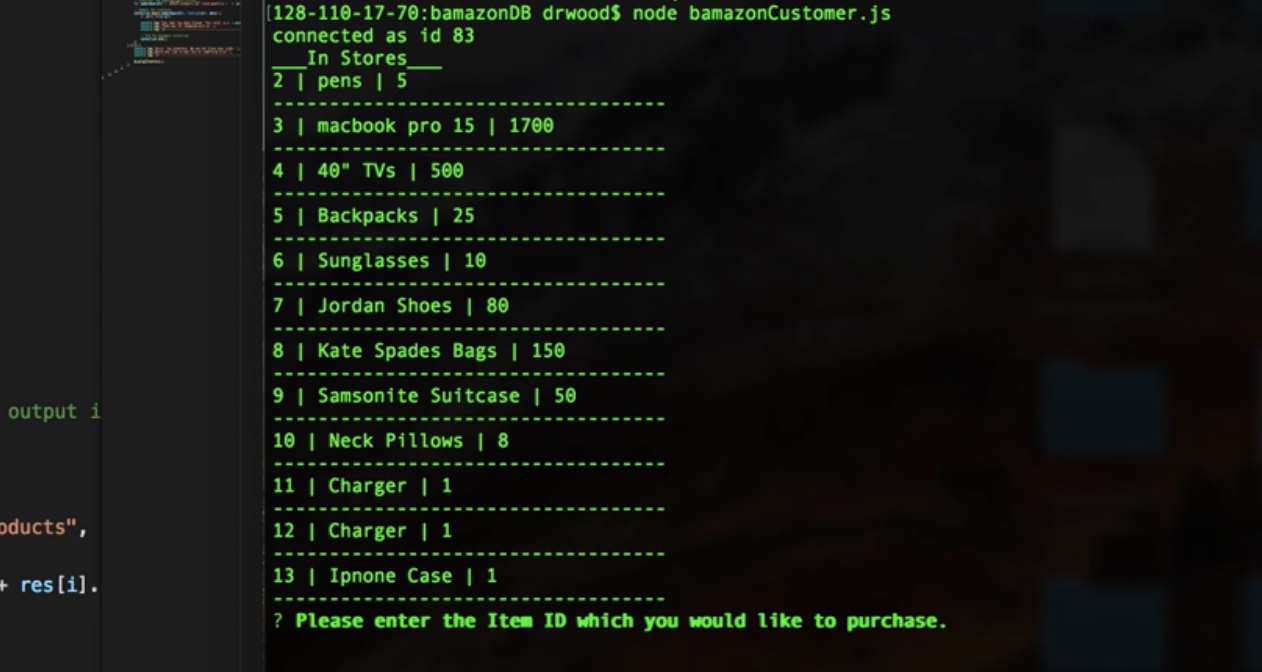 [128-110-17-70:bamazonDB drwood$ node bamazonCustomer.js
connected as id 83
___In Stores___
2 | pens | 5
-----------------------------------
3 | macbook pro 15 | 1700
-----------------------------------
4 | 40" TVs | 500
-----------------------------------
5 | Backpacks | 25
-----------------------------------
6 | Sunglasses | 10
-----------------------------------
7 | Jordan Shoes | 80
-----------------------------------
8 | Kate Spades Bags | 150
-----------------------------------
9 | Samsonite Suitcase | 50
-----------------------------------
10 | Neck Pillows | 8
-----------------------------------
11 | Charger | 1
-----------------------------------
12 | Charger | 1
-----------------------------------
13 | Ipnone Case | 1
-----------------------------------
? Please enter the Item ID which you would like to purchase.
output i
oducts",
+ res[i].